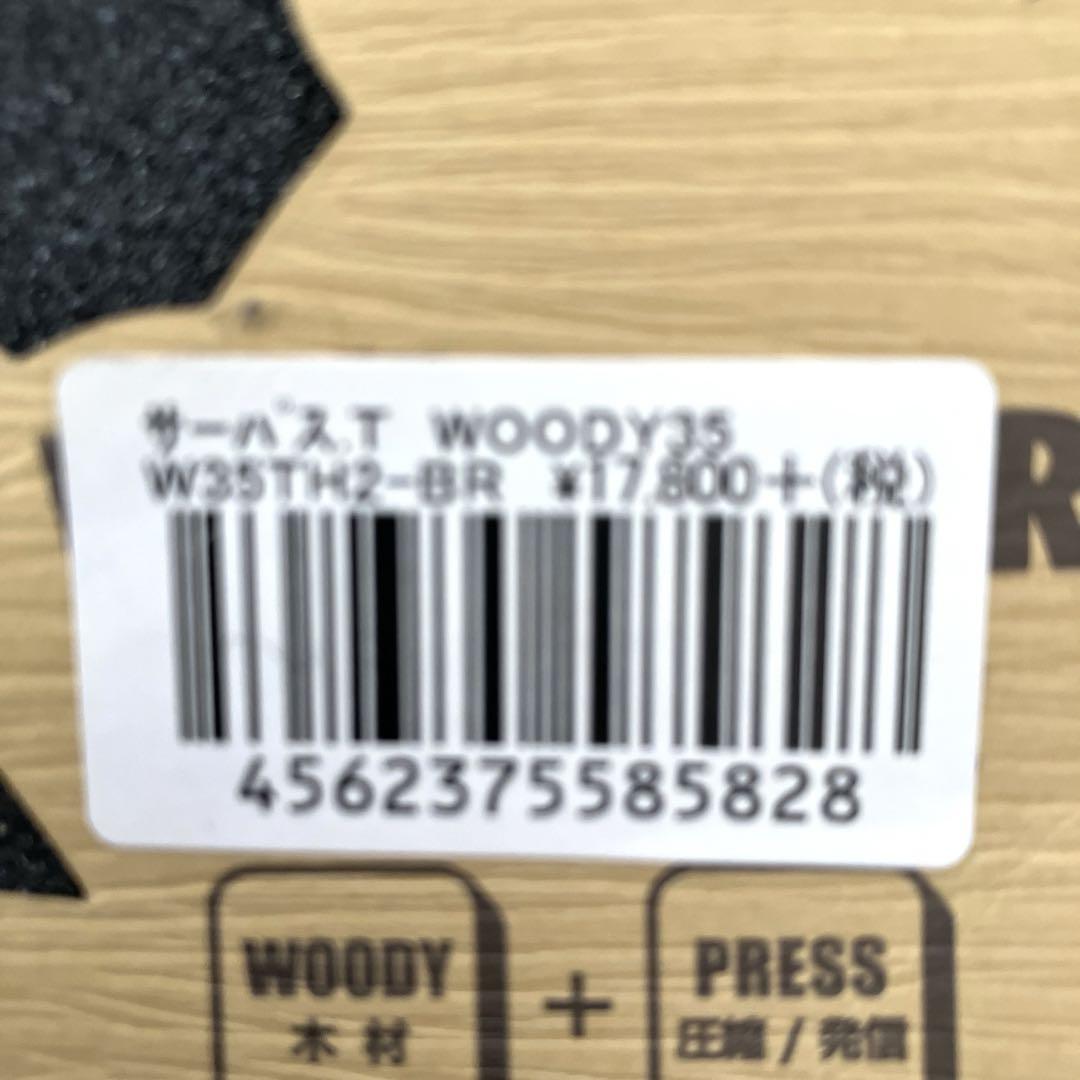 サーパス.T WOODY35
W35TH2-BR ¥17,800+(税)
R
4562375585828
WOODY + PRESS
木材 圧縮 / 発信